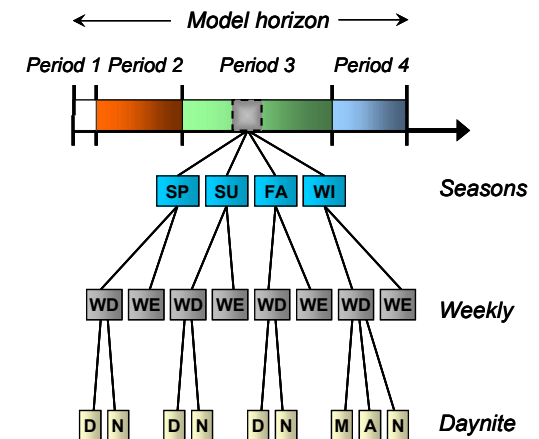 Model horizon
Period 1 Period 2 Period 3 Period 4
SP SU FA WI Seasons
WD WE WD WE WD WE WD WE Weekly
D N D N D N M A N Daynite